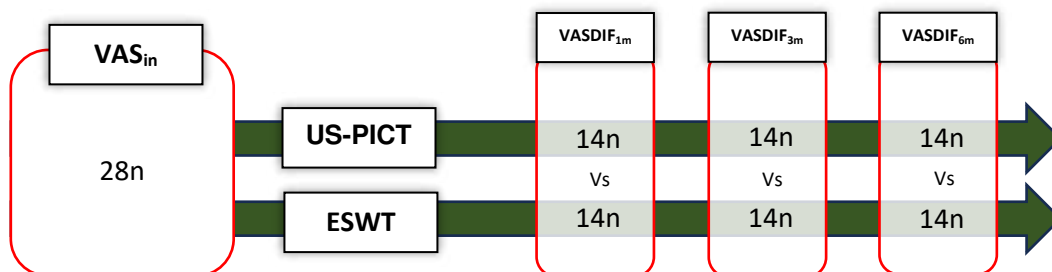 VASin
VASDIF1m
VASDIF3m
VASDIF6m
28n
US-PICT
14n
14n
14n
Vs
Vs
Vs
ESWT
14n
14n
14n